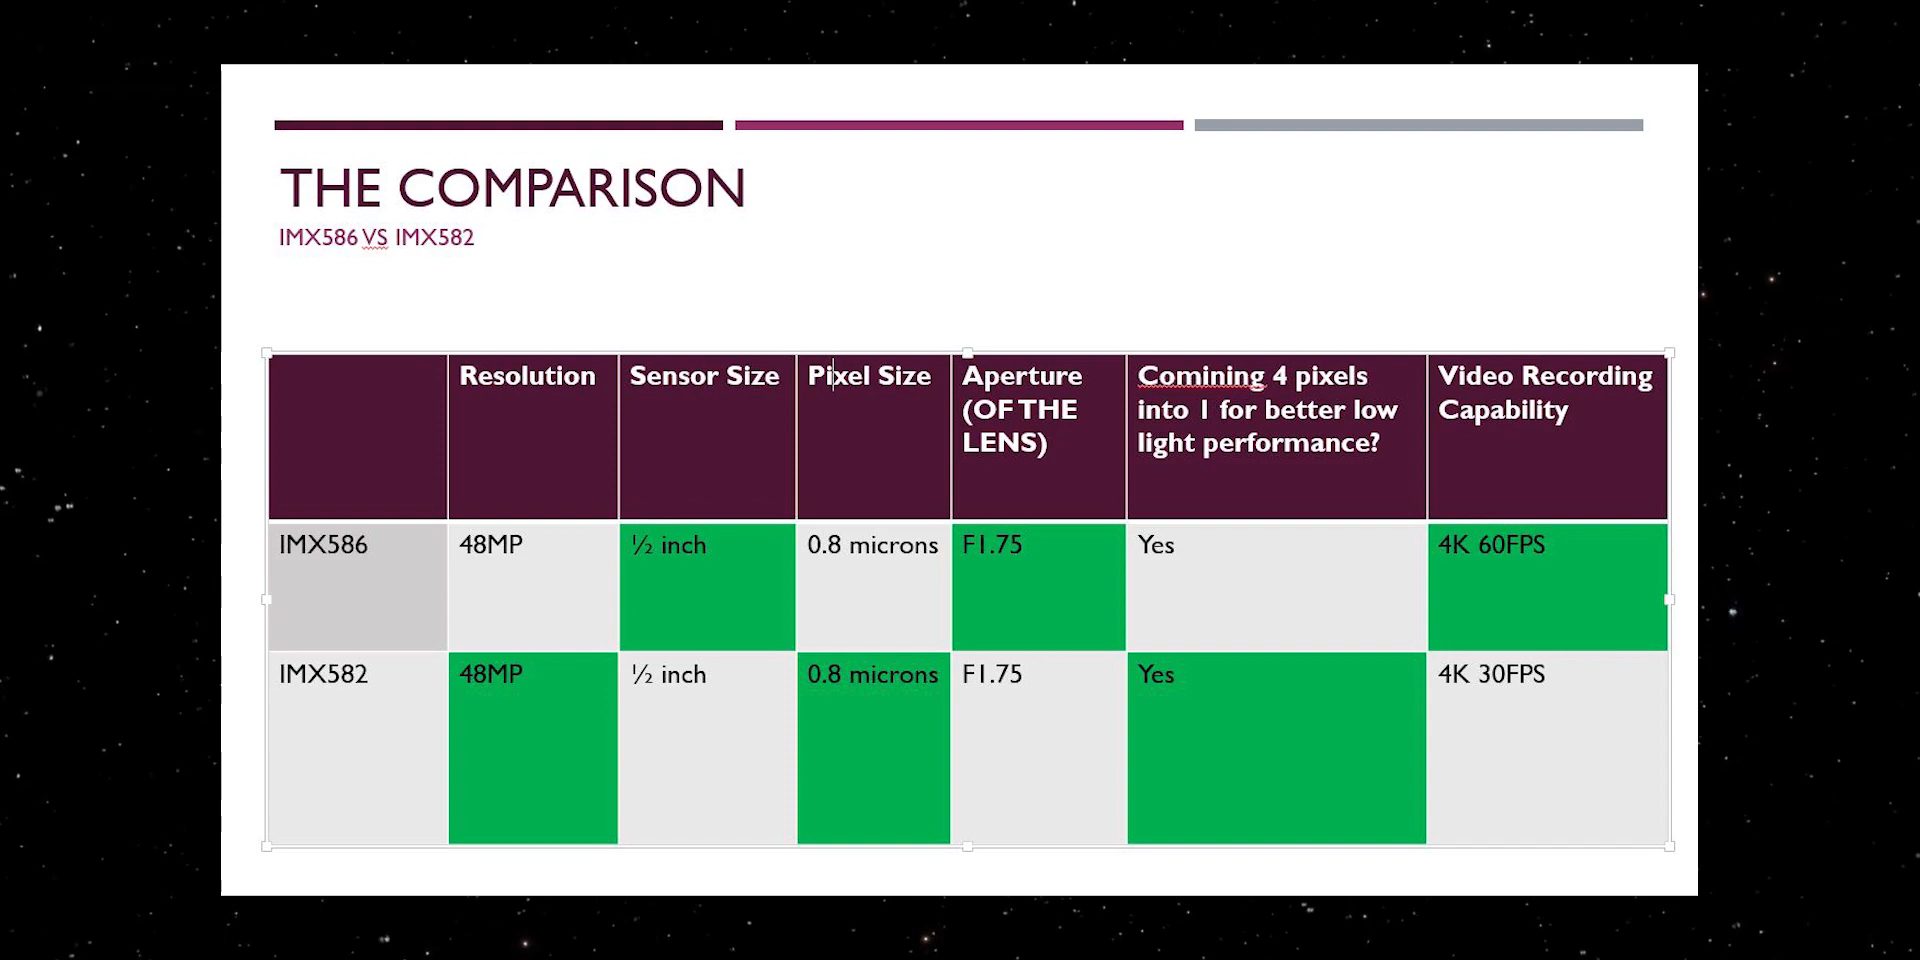 THE COMPARISON
IMX586 VS IMX582
Resolution
Sensor Size
Pixel Size
Aperture
(OF THE
LENS)
Comining 4 pixels
into 1 for better low
light performance?
Video Recording
Capability
IMX586
48MP
½ inch
0.8 microns
F1.75
Yes
4K 60FPS
IMX582
48MP
½ inch
0.8 microns
F1.75
Yes
4K 30FPS